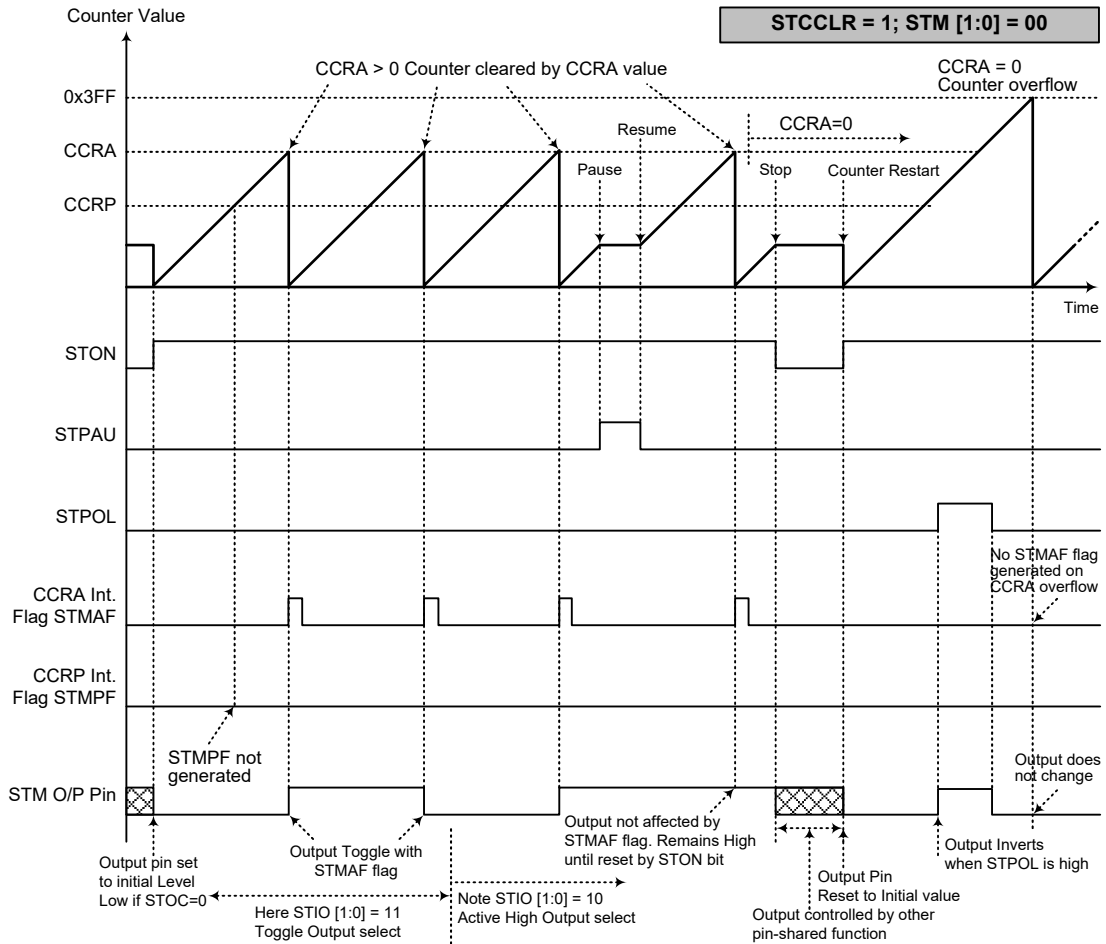 Counter Value
STCCLR = 1; STM [1:0] = 00
CCRA > 0 Counter cleared by CCRA value
CCRA = 0
Counter overflow
0x3FF
CCRA=0
Resume
CCRA
Pause
Stop
Counter Restart
CCRP
Time
STON
STPAU
STPOL
No STMAF flag
generated on
CCRA overflow
CCRA Int.
Flag STMAF
CCRP Int.
Flag STMPF
STMPF not
generated
Output does
not change
STM O/P Pin
Output pin set
to initial Level
Low if STOC=0
Output Toggle with
STMAF flag
Here STIO [1:0] = 11
Toggle Output select
Note STIO [1:0] = 10
Active High Output select
Output not affected by
STMAF flag. Remains High
until reset by STON bit
Output Pin
Reset to Initial value
Output controlled by other
pin-shared function
Output Inverts
when STPOL is high